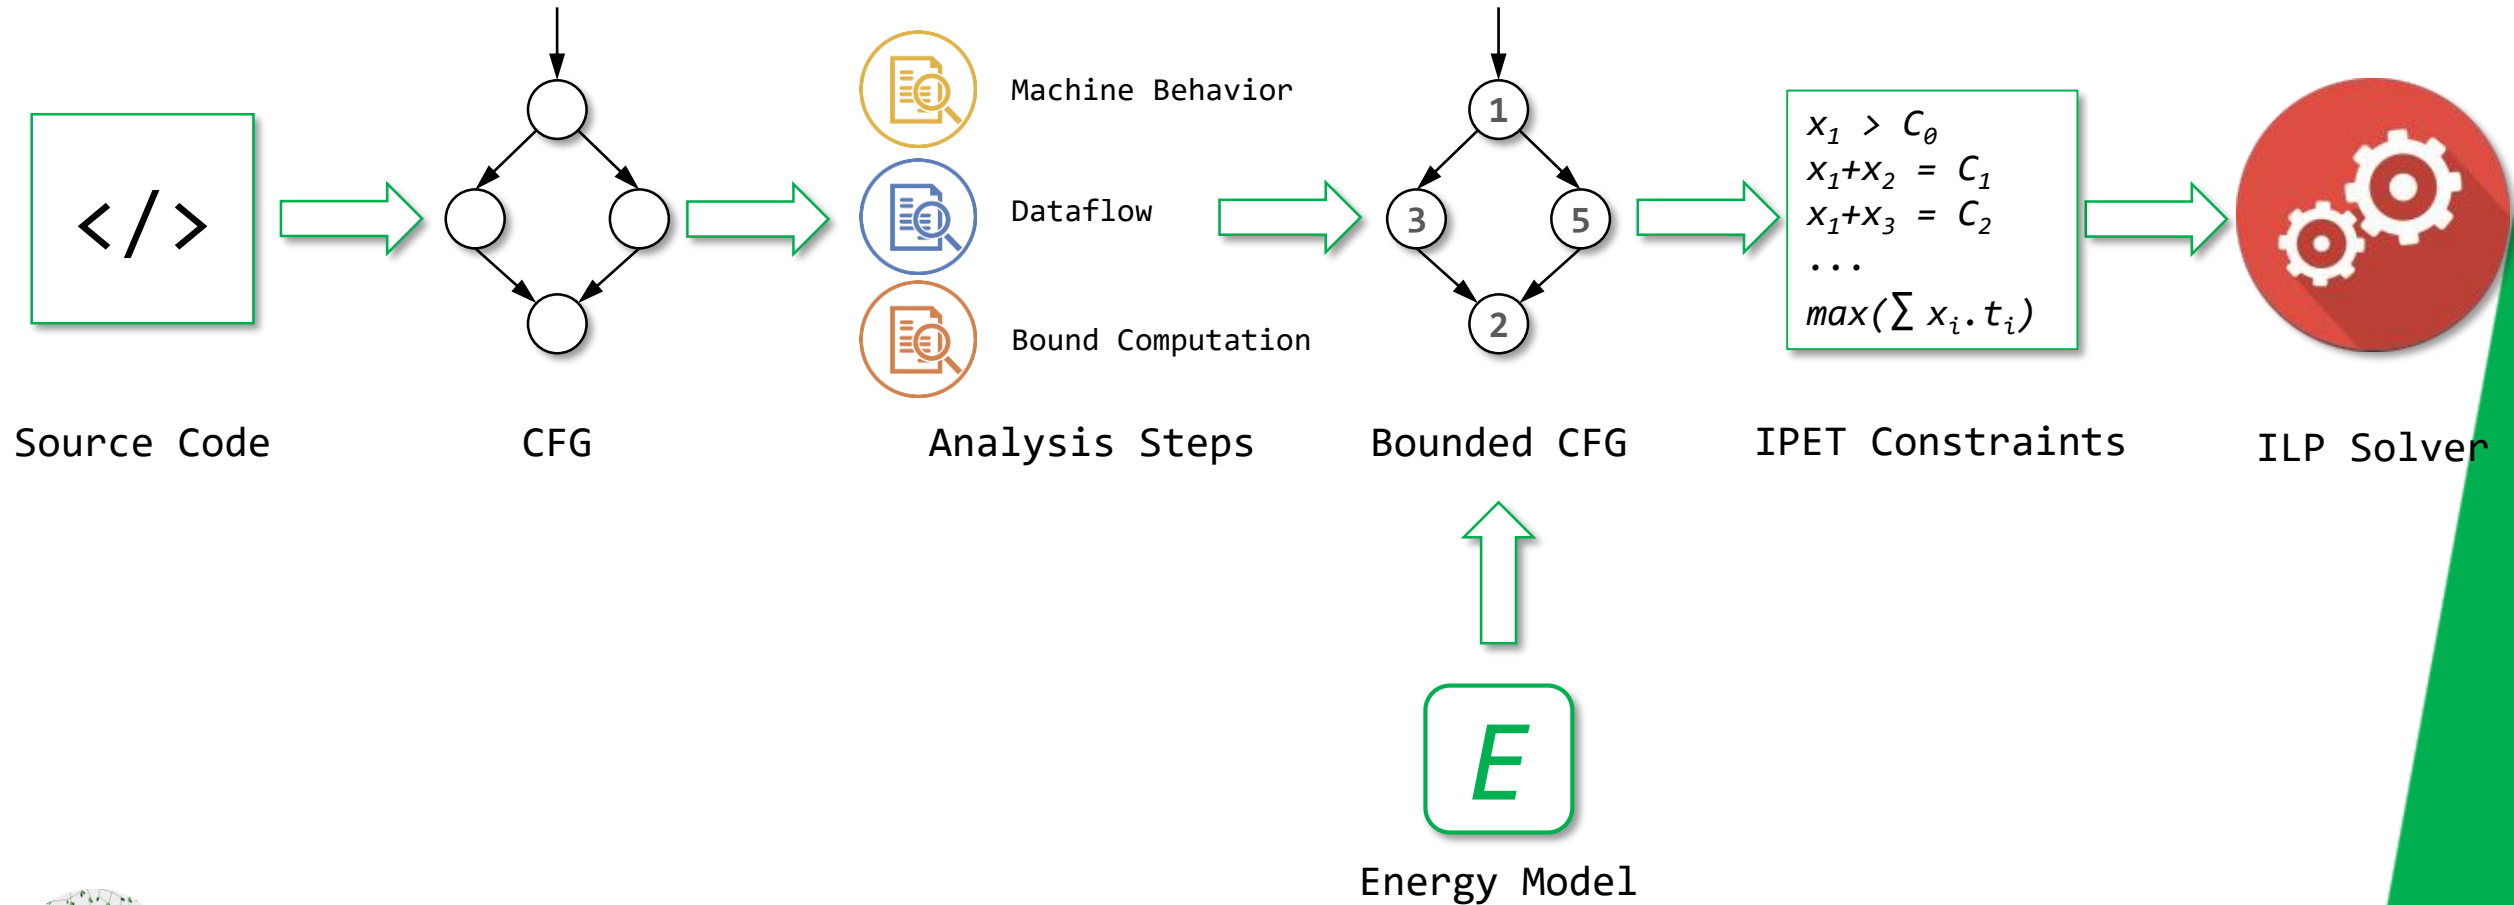 </>
Source Code
CFG
Machine Behavior
Dataflow
Bound Computation
Analysis Steps
1
3 5
2
Bounded CFG
x₁ > C₀
x₁+x₂ = C₁
x₁+x₃ = C₂
...
max(∑ xᵢ.tᵢ)
IPET Constraints
ILP Solver
E
Energy Model